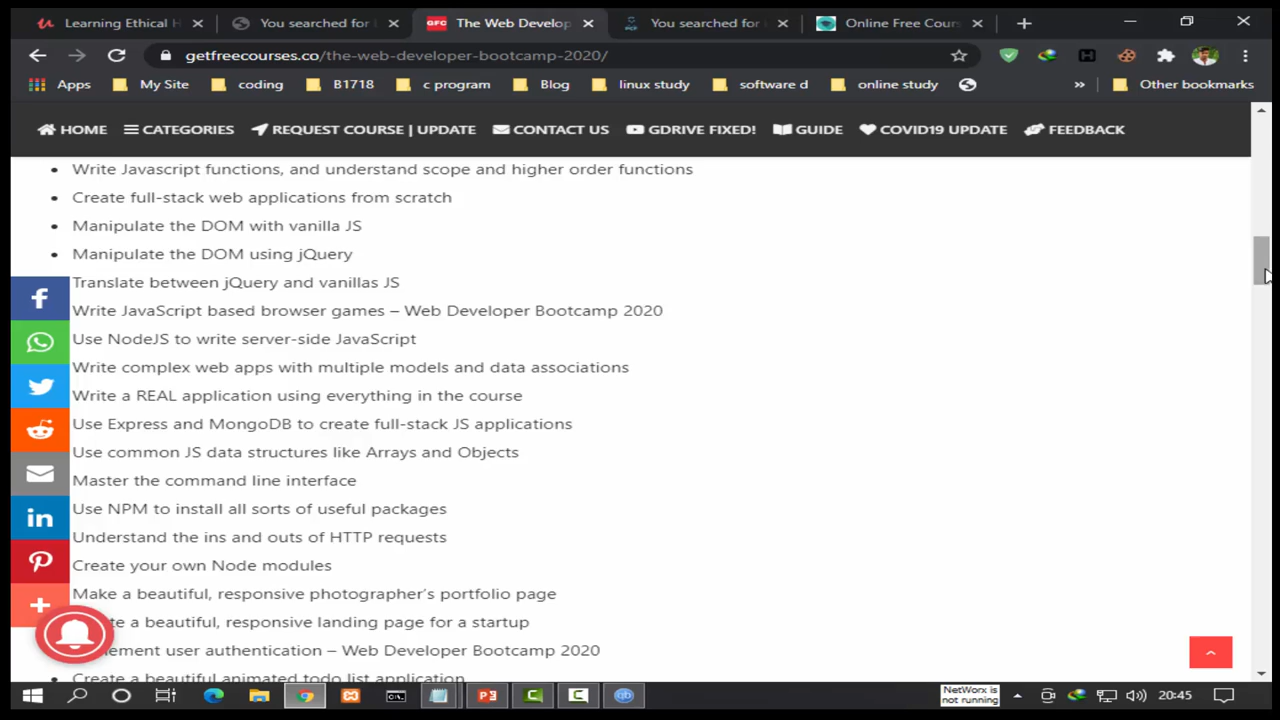 Learning Ethical H
You searched for
GFC The Web Develop
You searched for
Online Free Cour
getfreecourses.co/the-web-developer-bootcamp-2020/
Apps My Site coding B1718 c program Blog linux study software d online study » Other bookmarks
HOME CATEGORIES REQUEST COURSE | UPDATE CONTACT US GDRIVE FIXED! GUIDE COVID19 UPDATE FEEDBACK
Write Javascript functions, and understand scope and higher order functions
Create full-stack web applications from scratch
Manipulate the DOM with vanilla JS
Manipulate the DOM using jQuery
Translate between jQuery and vanillas JS
Write JavaScript based browser games – Web Developer Bootcamp 2020
Use NodeJS to write server-side JavaScript
Write complex web apps with multiple models and data associations
Write a REAL application using everything in the course
Use Express and MongoDB to create full-stack JS applications
Use common JS data structures like Arrays and Objects
Master the command line interface
Use NPM to install all sorts of useful packages
Understand the ins and outs of HTTP requests
Create your own Node modules
Make a beautiful, responsive photographer's portfolio page
te a beautiful, responsive landing page for a startup
ement user authentication – Web Developer Bootcamp 2020
Create a beautiful animated todo list application
NetWorx is
not running
20:45